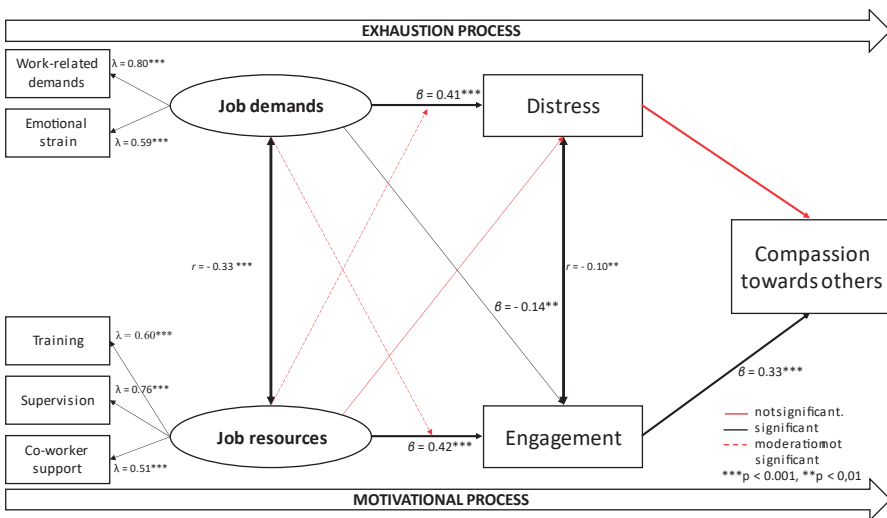 EXHAUSTION PROCESS
Work-related
demands
λ = 0.80***
Emotional
strain
λ = 0.59***
Job demands
β = 0.41***
Distress
r = - 0.33 ***
r = - 0.10**
β = - 0.14**
Compassion
towards others
Training
λ = 0.60***
Supervision
λ = 0.76***
Co-worker
support
λ = 0.51***
Job resources
β = 0.42***
Engagement
β = 0.33***
notsignificant.
significant
moderationnot
significant
***p < 0.001, **p < 0,01
MOTIVATIONAL PROCESS